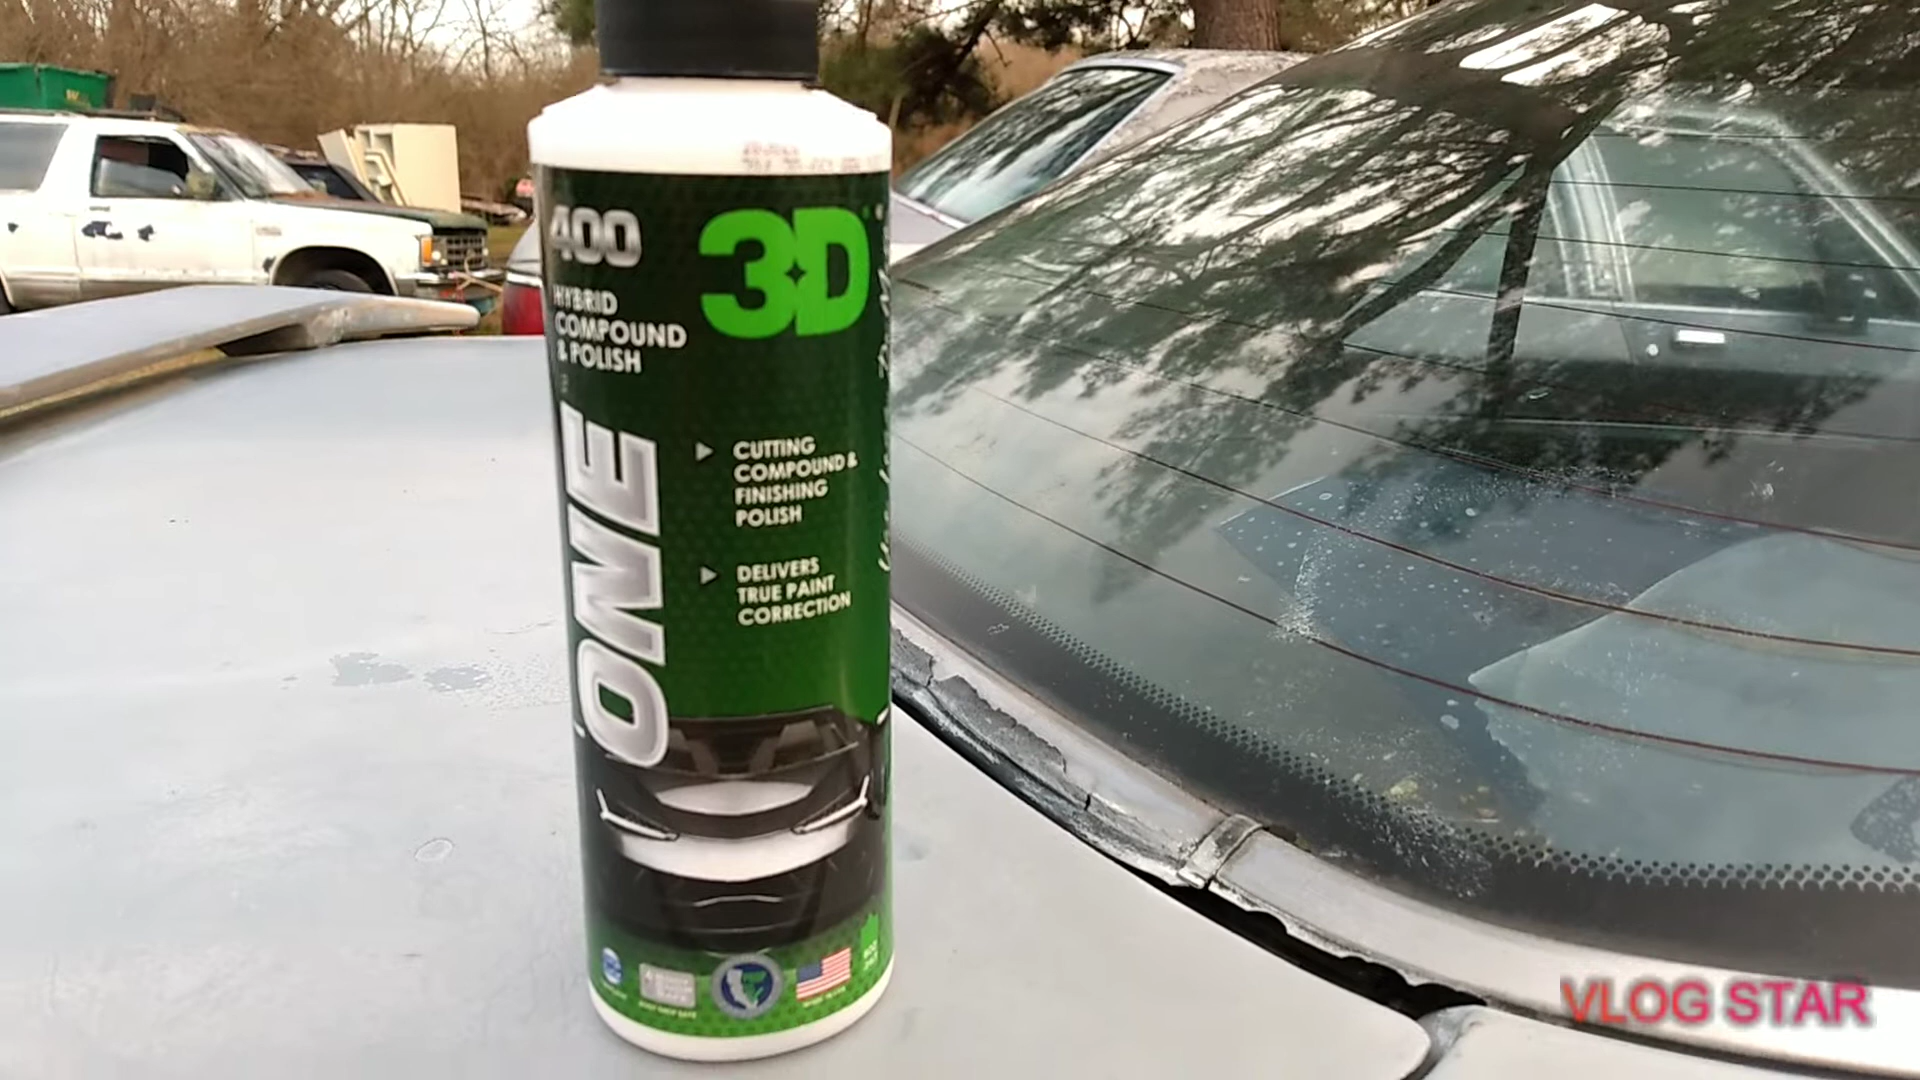 400
3D
HYBRID
COMPOUND
& POLISH
ONE
CUTTING
COMPOUND &
FINISHING
POLISH
DELIVERS
TRUE PAINT
CORRECTION
VLOG STAR